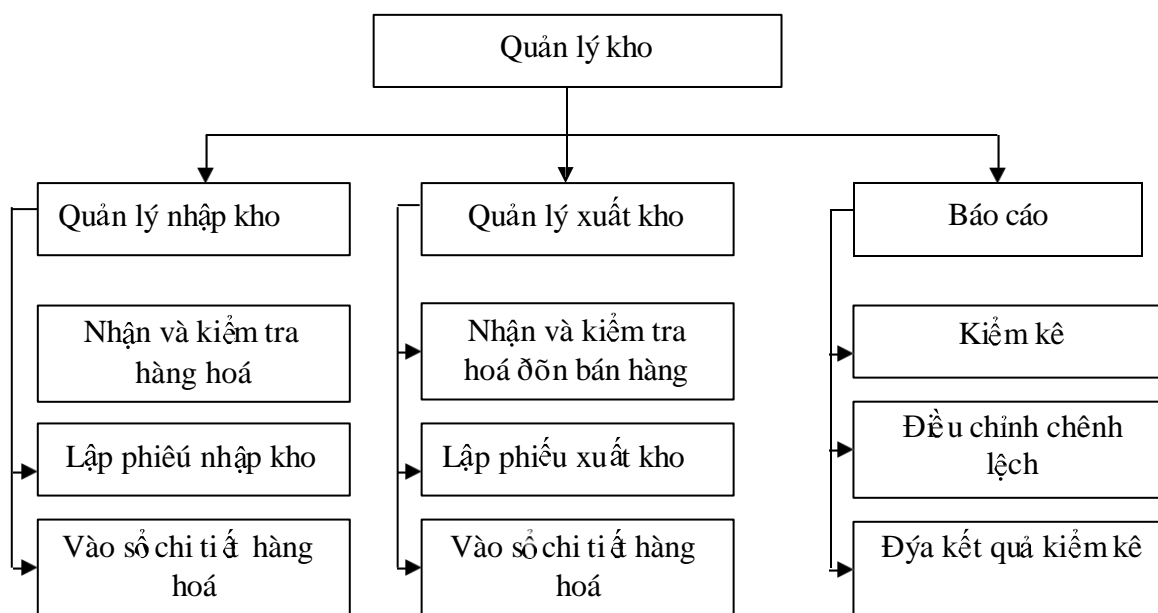 Quản lý kho
Quản lý nhập kho
Quản lý xuất kho
Báo cáo
Nhận và kiểm tra
hàng hoá
Nhận và kiểm tra
hoá ðõn bán hàng
Kiểm kê
Lập phiêú nhập kho
Lập phiếu xuất kho
Điều chỉnh chênh
lệch
Vào sổ chi tiết hàng
hoá
Vào sổ chi tiết hàng
hoá
Đýa kết quả kiểm kê